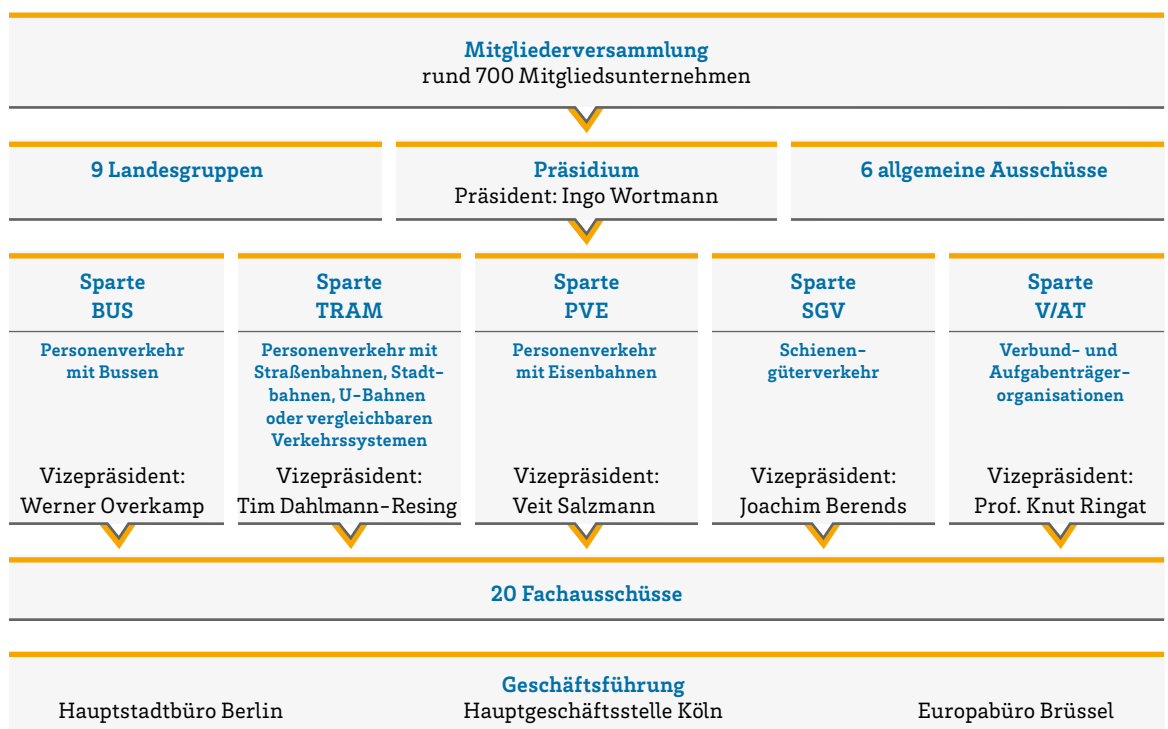 Mitgliederversammlung
rund 700 Mitgliedsunternehmen
9 Landesgruppen
Präsidium
Präsident: Ingo Wortmann
6 allgemeine Ausschüsse
Sparte
BUS
Personenverkehr
mit Bussen
Vizepräsident:
Werner Overkamp
Sparte
TRAM
Personenverkehr mit
Straßenbahnen, Stadt-
bahnen, U-Bahnen
oder vergleichbaren
Verkehrssystemen
Vizepräsident:
Tim Dahlmann-Resing
Sparte
PVE
Personenverkehr
mit Eisenbahnen
Vizepräsident:
Veit Salzmann
Sparte
SGV
Schienen-
güterverkehr
Vizepräsident:
Joachim Berends
Sparte
V/AT
Verbund- und
Aufgabenträger-
organisationen
Vizepräsident:
Prof. Knut Ringat
20 Fachausschüsse
Geschäftsführung
Hauptstadtbüro Berlin
Hauptgeschäftsstelle Köln
Europabüro Brüssel